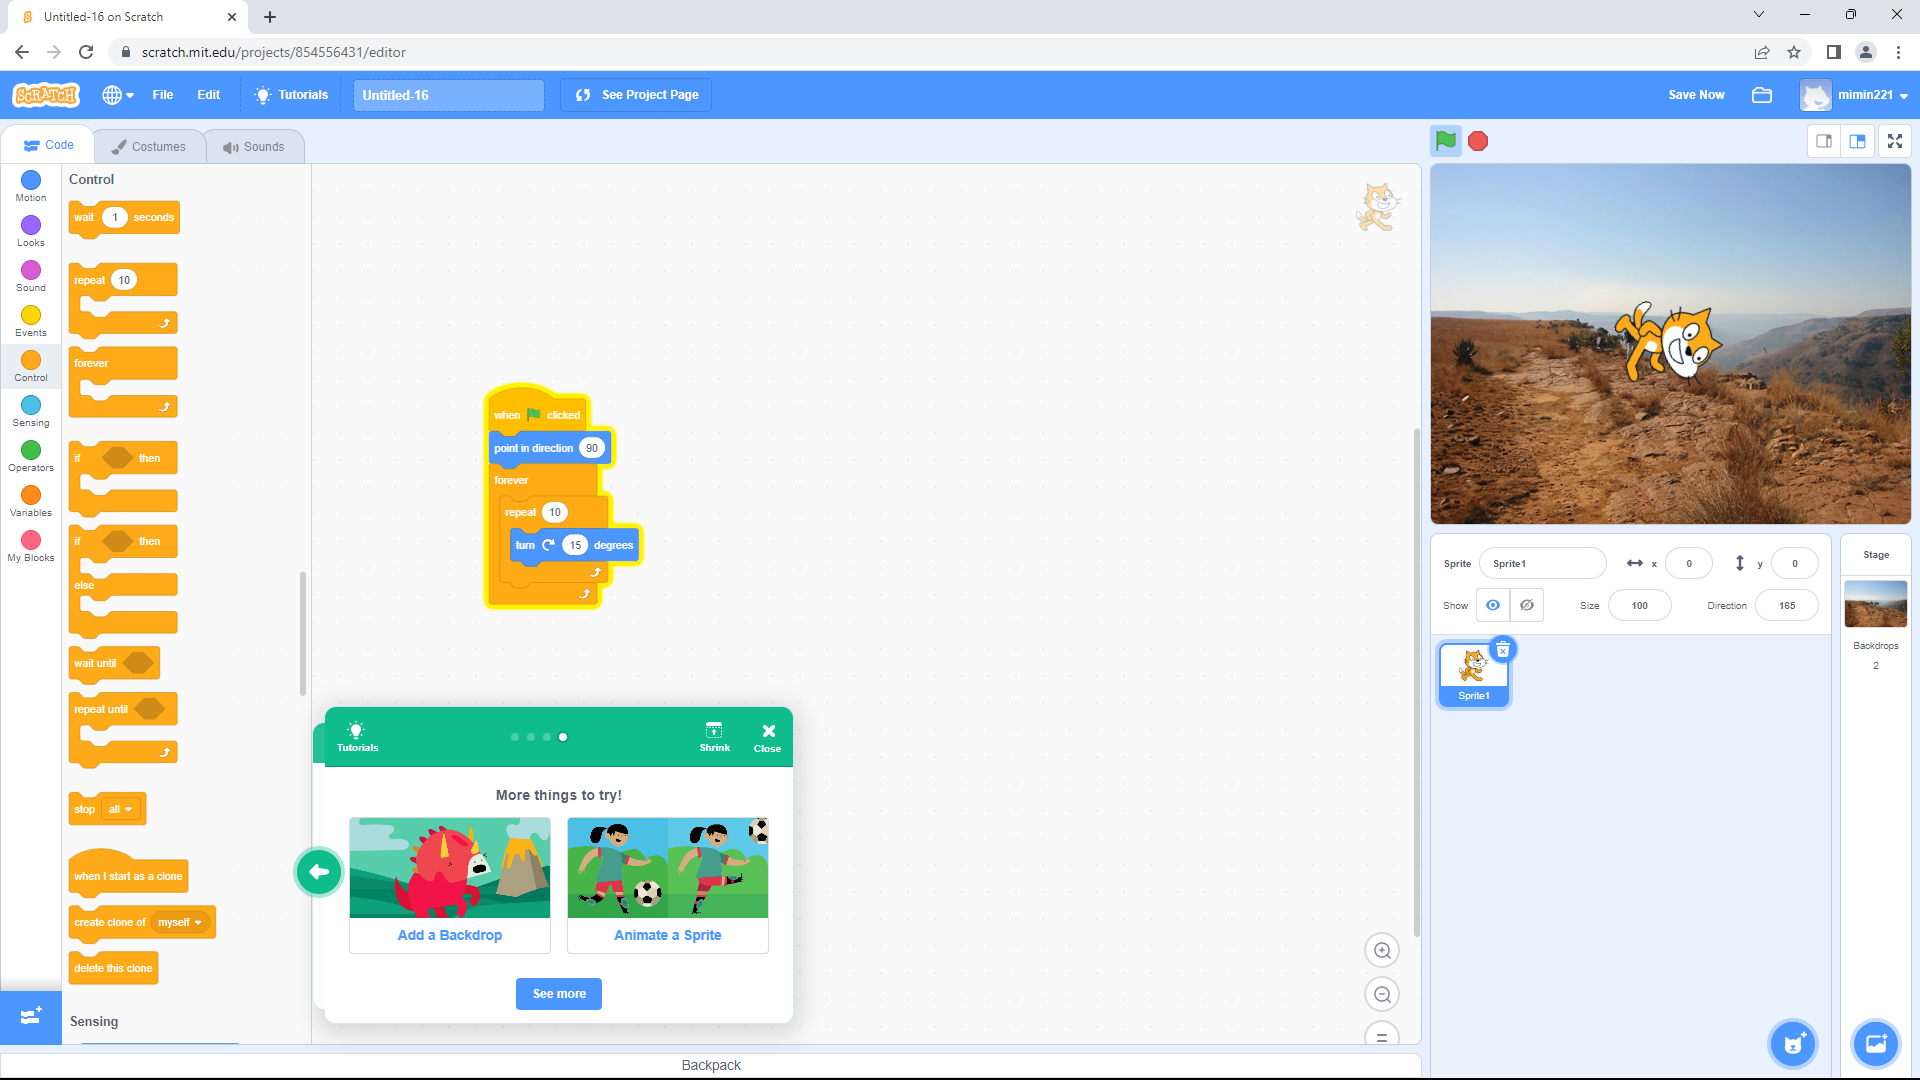 Untitled-16 on Scratch
scratch.mit.edu/projects/854556431/editor
SCRATCH
File
Edit
Tutorials
Untitled-16
See Project Page
Save Now
mimin221
Code
Costumes
Sounds
Motion
Looks
Sound
Events
Control
Sensing
Operators
Variables
My Blocks
Control
wait 1 seconds
repeat 10
forever
if then
if then
else
wait until
repeat until
stop all
when I start as a clone
create clone of myself
delete this clone
Sensing
when clicked
point in direction 90
forever
repeat 10
turn 15 degrees
Tutorials
Shrink
Close
More things to try!
Add a Backdrop
Animate a Sprite
See more
Backpack
Sprite Sprite1 x 0 y 0
Show Size 100 Direction 165
Sprite1
Stage
Backdrops
2